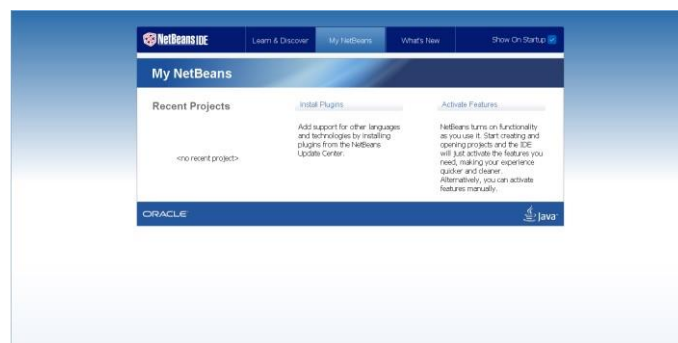 NetBeans IDE
Learn & Discover
My NetBeans
What's New
Show On Startup
My NetBeans
Recent Projects
<no recent project>
Install Plugins
Add support for other languages
and technologies by installing
plugins from the NetBeans
Update Center.
Activate Features
NetBeans turns on functionality
as you use it. Start creating and
opening projects and the IDE
will just activate the features you
need, making your experience
quicker and cleaner.
Alternatively, you can activate
features manually.
ORACLE
Java